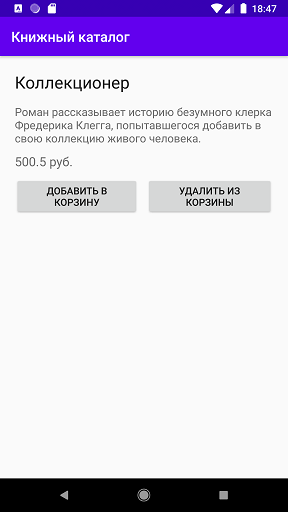 18:47
Книжный каталог
Коллекционер
Роман рассказывает историю безумного клерка
Фредерика Клегга, попытавшегося добавить в
свою коллекцию живого человека.
500.5 руб.
ДОБАВИТЬ В
КОРЗИНУ
УДАЛИТЬ ИЗ
КОРЗИНЫ